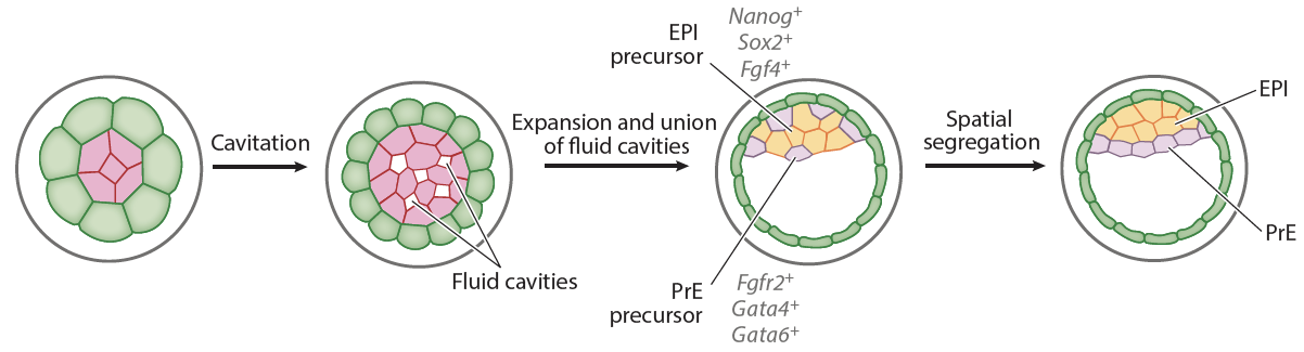 Cavitation
Fluid cavities
Expansion and union
of fluid cavities
Nanog+
Sox2+
Fgf4+
EPI
precursor
PrE
precursor
Fgfr2+
Gata4+
Gata6+
Spatial
segregation
EPI
PrE